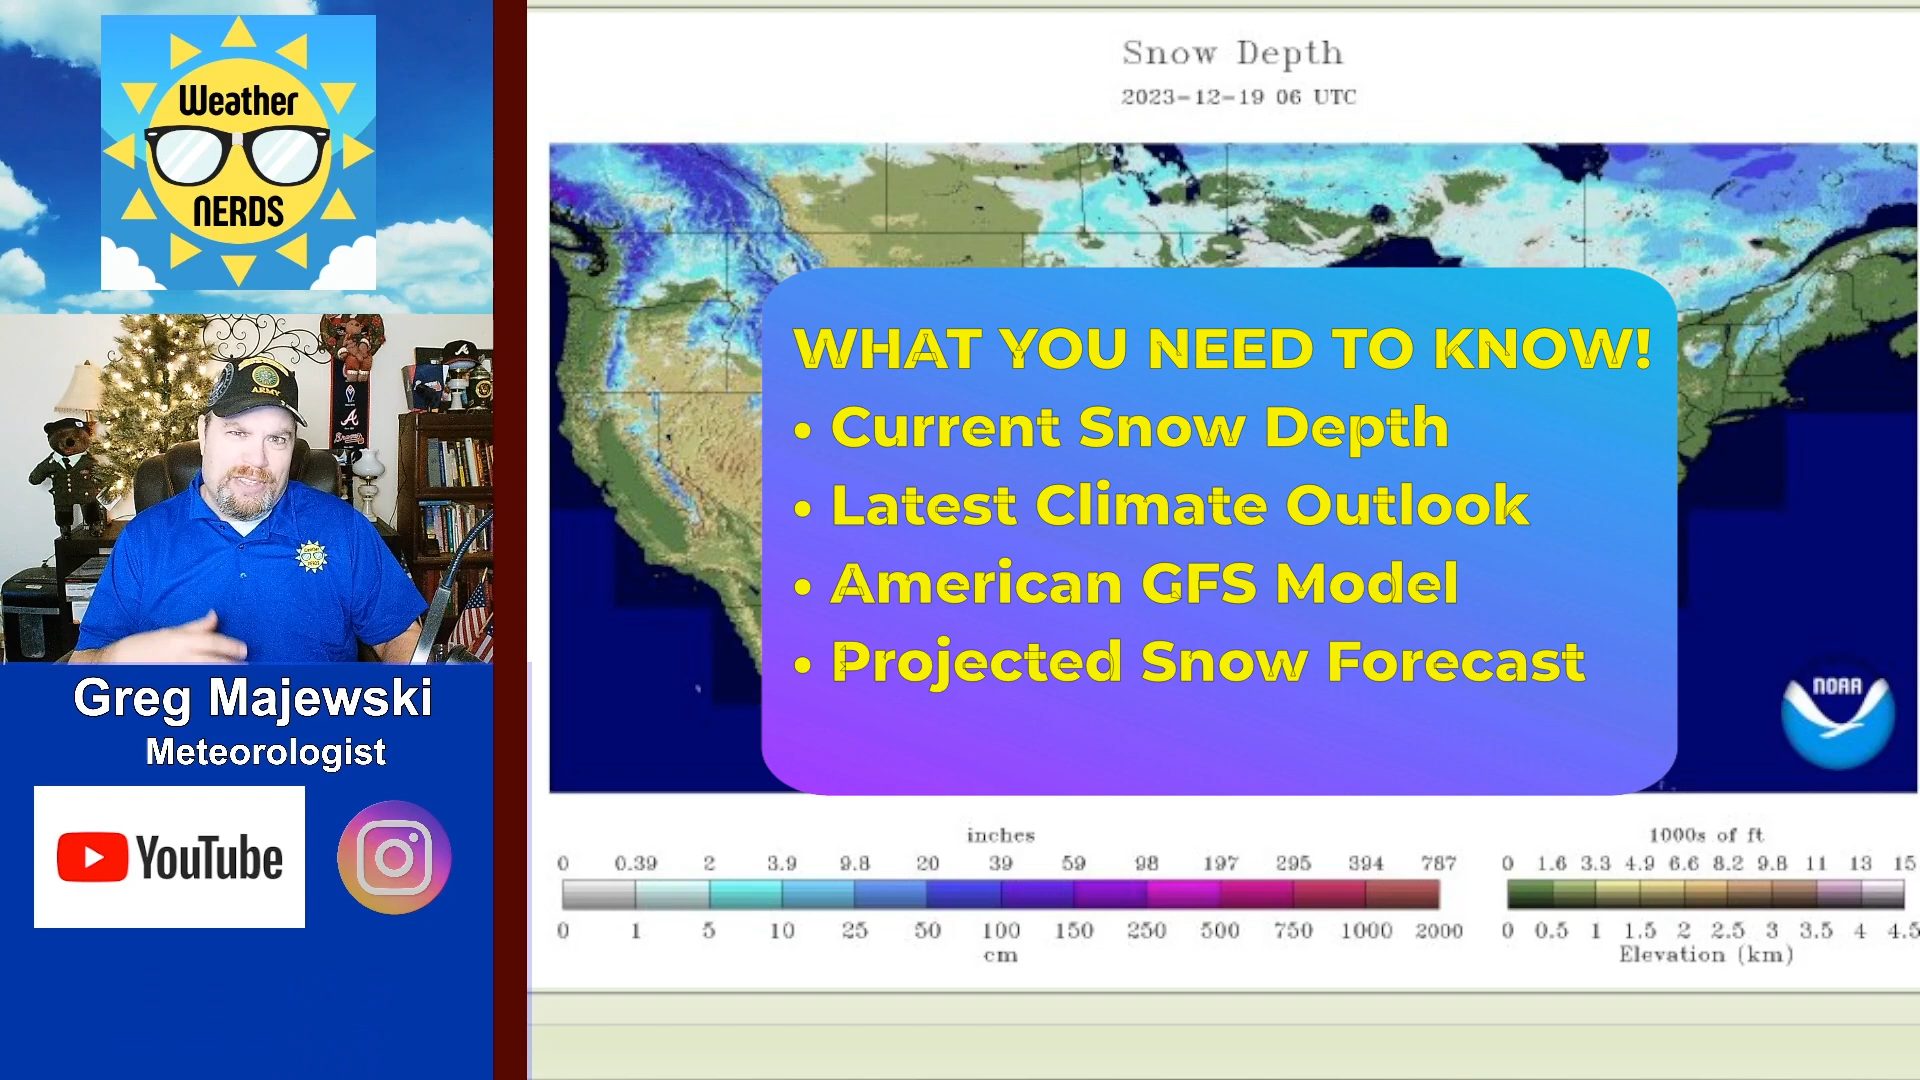 Weather
NERDS
ARMY
Greg Majewski
Meteorologist
YouTube
Snow Depth
2023-12-19 06 UTC
WHAT YOU NEED TO KNOW!
• Current Snow Depth
• Latest Climate Outlook
• American GFS Model
• Projected Snow Forecast
NOAA
inches
0 0.39 2 3.9 9.8 20 39 59 98 197 295 394 787
0 1 5 10 25 50 100 150 250 500 750 1000 2000
cm
1000s of ft
0 1.6 3.3 4.9 6.6 8.2 9.8 11 13 15
0 0.5 1 1.5 2 2.5 3 3.5 4 4.5
Elevation (km)